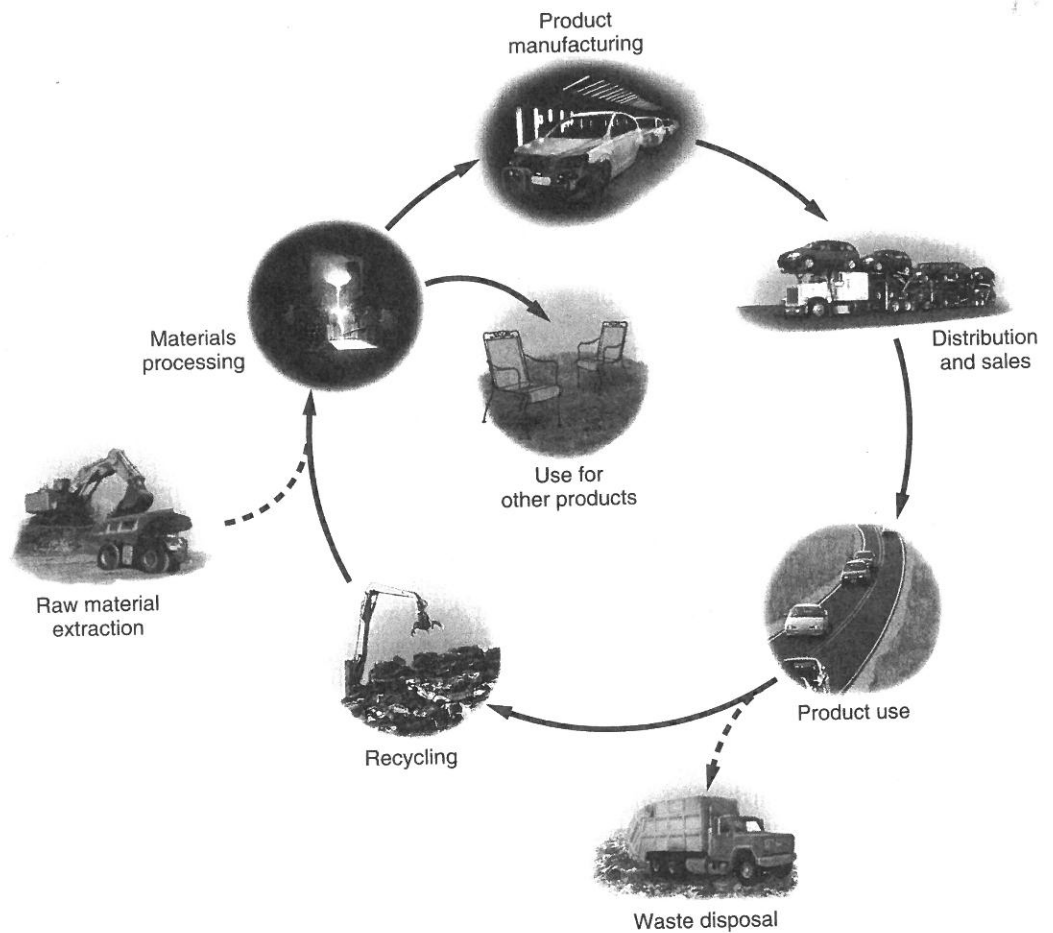 Product
manufacturing
Materials
processing
Distribution
and sales
Use for
other products
Raw material
extraction
Product use
Recycling
Waste disposal